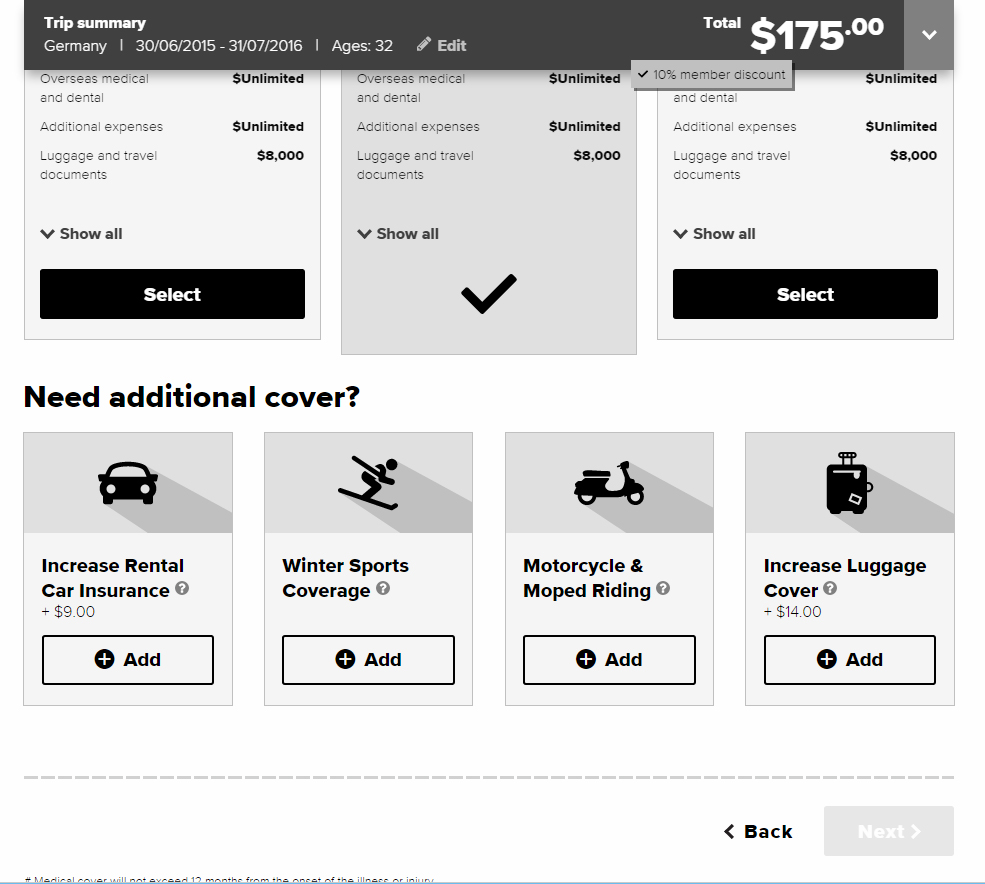 Trip summary
Total $175.00
Germany | 30/06/2015 - 31/07/2016 | Ages: 32 Edit
10% member discount
Overseas medical and dental $Unlimited
Additional expenses $Unlimited
Luggage and travel documents $8,000
Show all
Select
Overseas medical and dental $Unlimited
Additional expenses $Unlimited
Luggage and travel documents $8,000
Show all
and dental $Unlimited
Additional expenses $Unlimited
Luggage and travel documents $8,000
Show all
Select
Need additional cover?
Increase Rental
Car Insurance ?
+ $9.00
Add
Winter Sports
Coverage ?
Add
Motorcycle &
Moped Riding ?
Add
Increase Luggage
Cover ?
+ $14.00
Add
Back
Next
# Medical cover will not exceed 12 months from the onset of the illness or injury